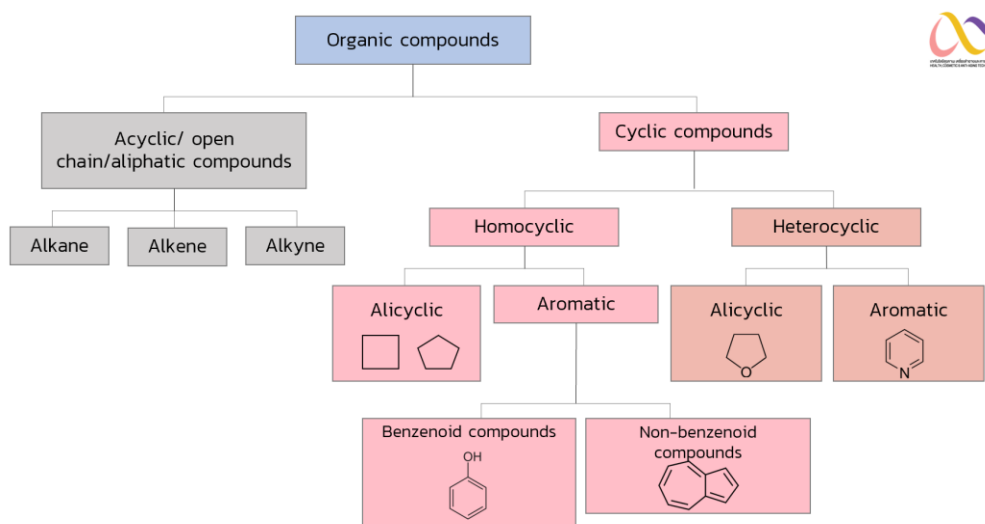 Organic compounds
Acyclic/ open
chain/aliphatic compounds
Cyclic compounds
Alkane
Alkene
Alkyne
Homocyclic
Heterocyclic
Alicyclic
Aromatic
Alicyclic
O
Aromatic
N
Benzenoid compounds
OH
Non-benzenoid
compounds